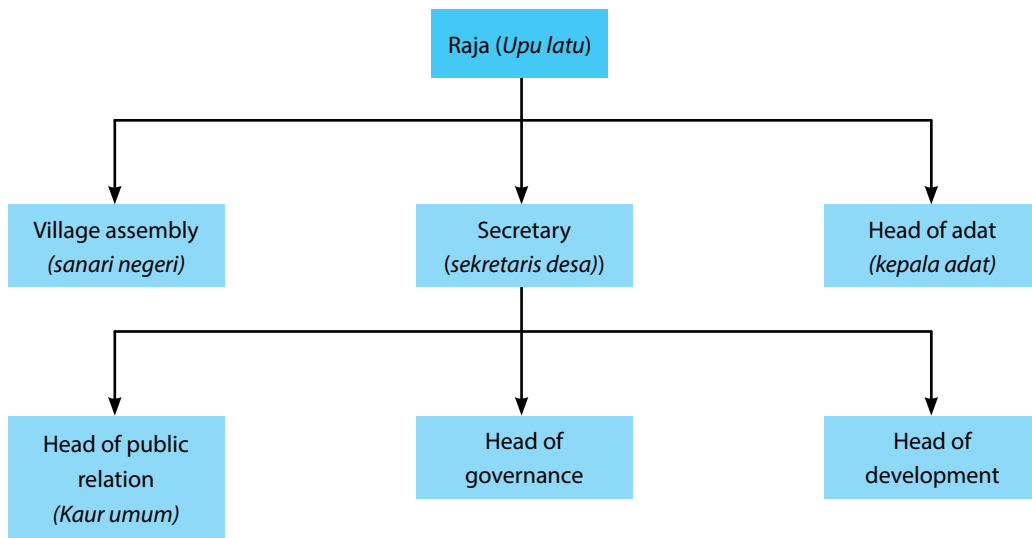 Raja (Upu latu)
Village assembly
(sanari negeri)
Secretary
(sekretaris desa))
Head of adat
(kepala adat)
Head of public
relation
(Kaur umum)
Head of
governance
Head of
development